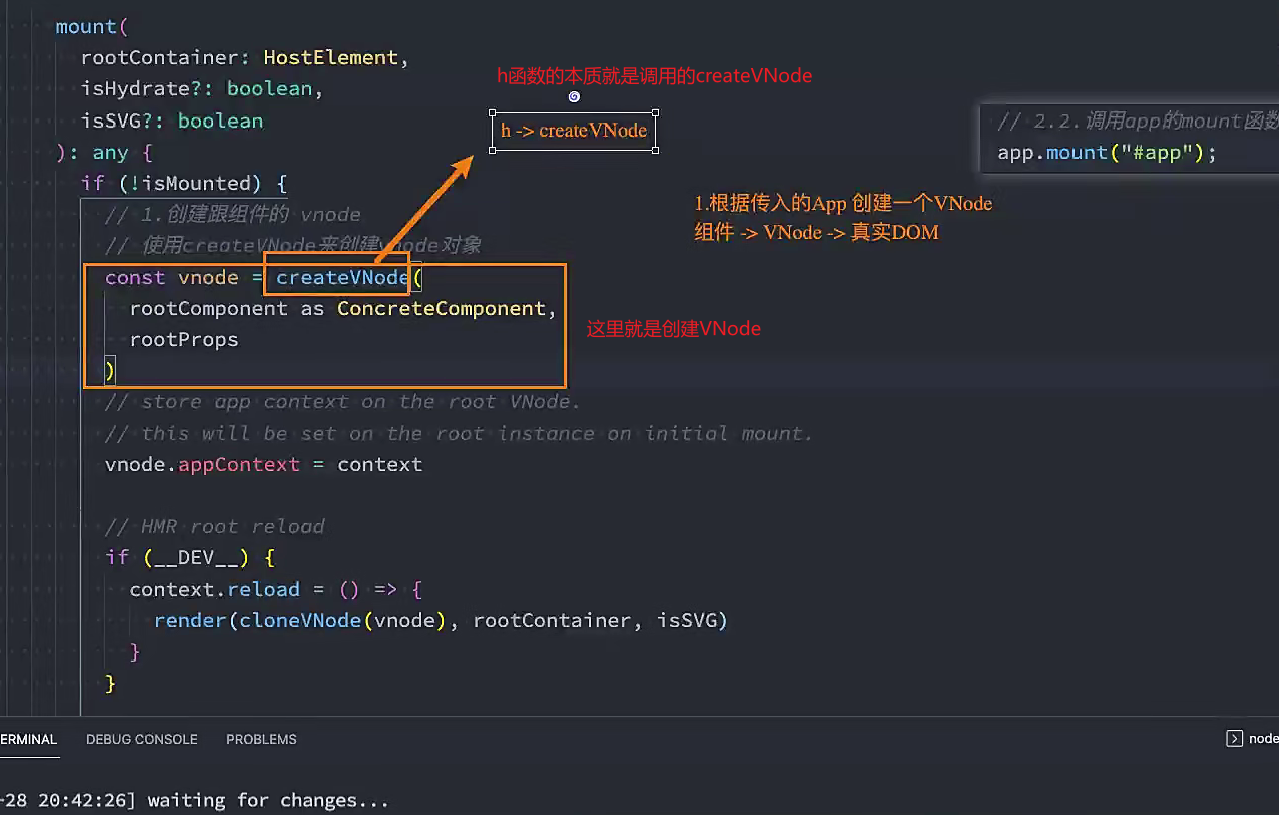 mount(
rootContainer: HostElement,
isHydrate?: boolean,
isSVG?: boolean
): any {
if (!isMounted) {
// 1.创建跟组件的 vnode
// 使用createVNode来创建vnode对象
const vnode = createVNode(
rootComponent as ConcreteComponent,
rootProps
)
// store app context on the root VNode.
// this will be set on the root instance on initial mount.
vnode.appContext = context
// HMR root reload
if (__DEV__) {
context.reload = () => {
render(cloneVNode(vnode), rootContainer, isSVG)
}
}
h函数的本质就是调用的createVNode
h -> createVNode
// 2.2.调用app的mount函数
app.mount("#app");
1.根据传入的App 创建一个VNode
组件 -> VNode -> 真实DOM
这里就是创建VNode
ERMINAL DEBUG CONSOLE PROBLEMS
node
-28 20:42:26] waiting for changes...